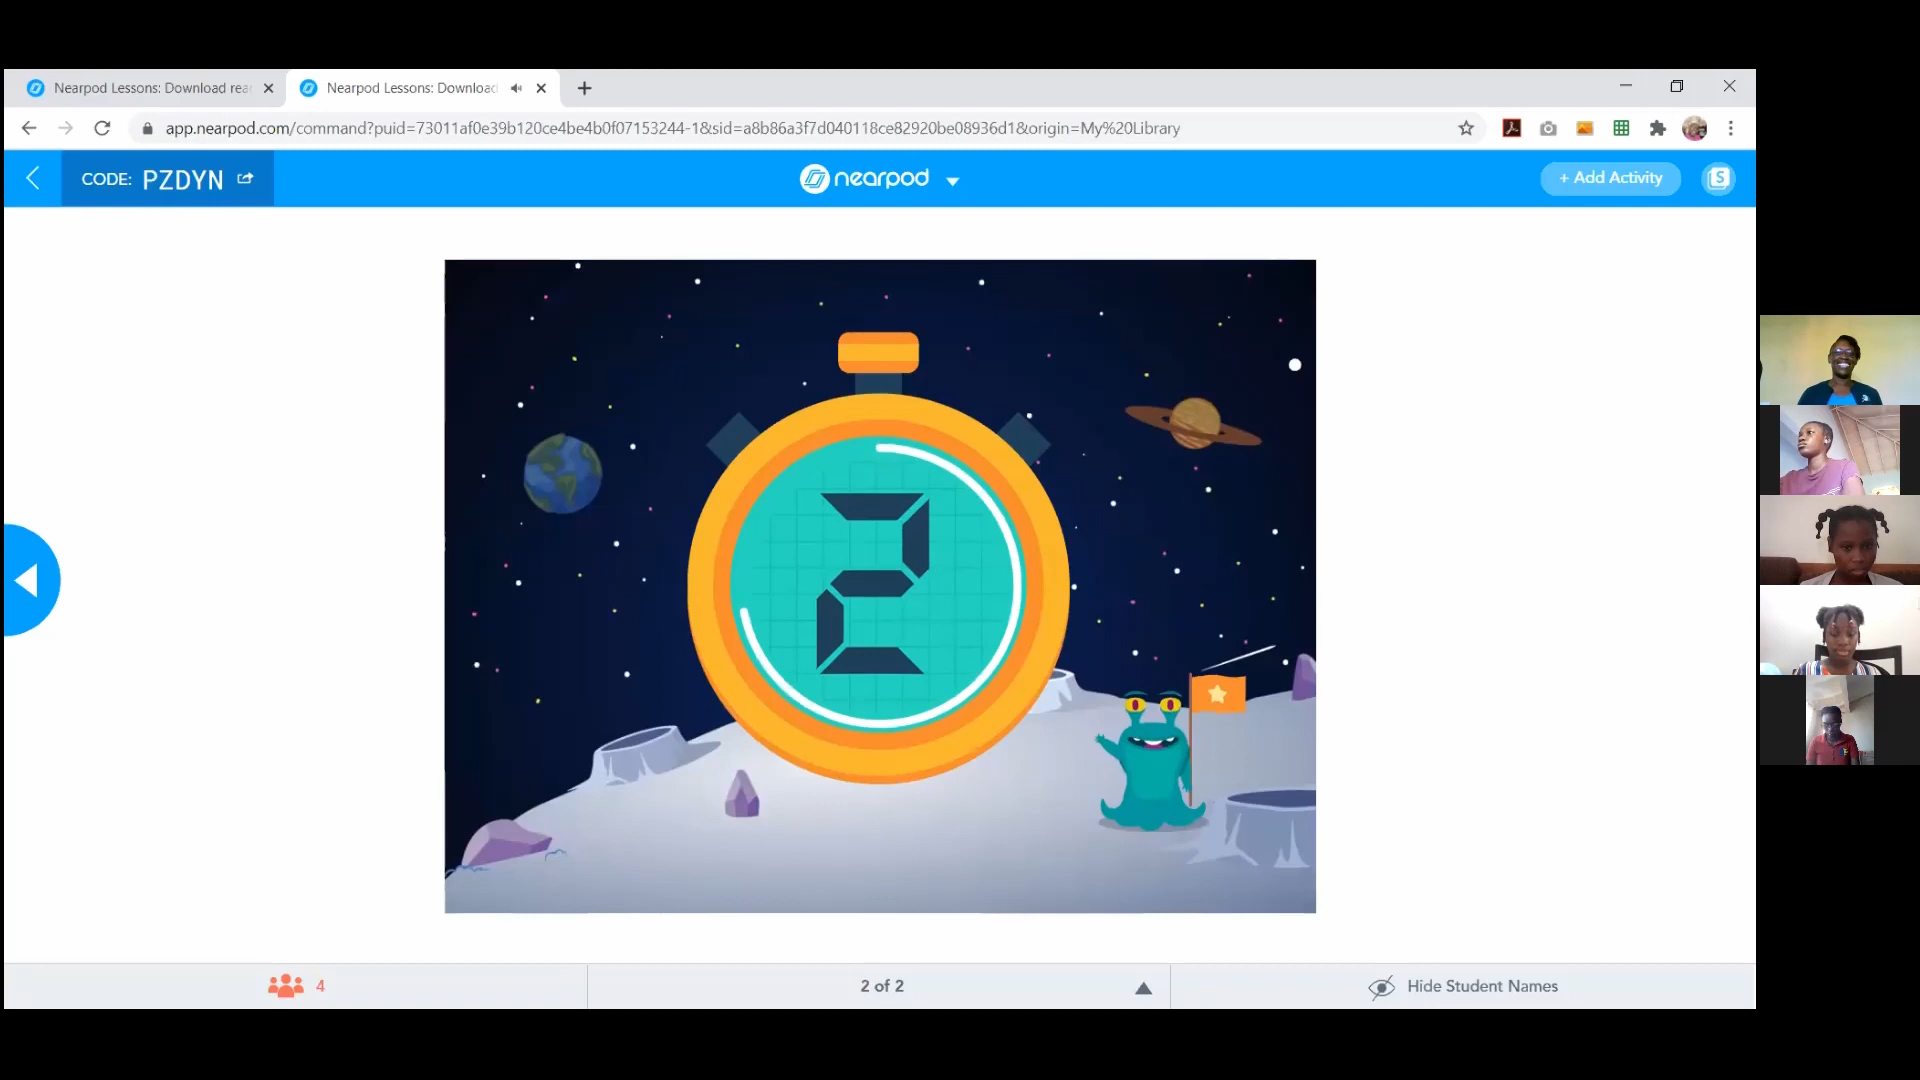 Nearpod Lessons: Download rea
Nearpod Lessons: Download
app.nearpod.com/command?puid=73011af0e39b120ce4be4b0f07153244-1&sid=a8b86a3f7d040118ce82920be08936d1&origin=My%20Library
CODE: PZDYN
nearpod
+ Add Activity
S
2
4
2 of 2
Hide Student Names